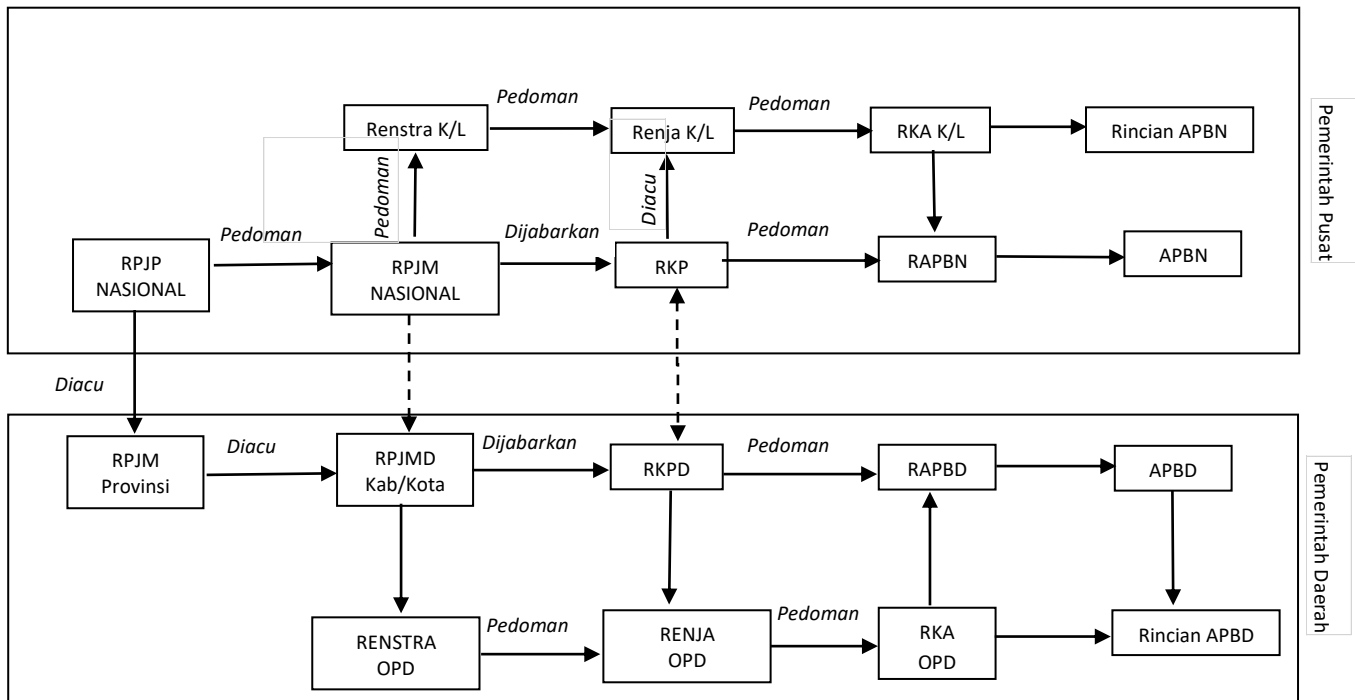 Pedoman
Pedoman
Renstra K/L
Renja K/L
RKA K/L
Rincian APBN
Pedoman
Diacu
Pedoman
Dijabarkan
Pedoman
RPJP
NASIONAL
RPJM
NASIONAL
RKP
RAPBN
APBN
Pemerintah Pusat
Diacu
Diacu
Dijabarkan
Pedoman
RPJM
Provinsi
RPJMD
Kab/Kota
RKPD
RAPBD
APBD
Pedoman
Pedoman
RENSTRA
OPD
RENJA
OPD
RKA
OPD
Rincian APBD
Pemerintah Daerah